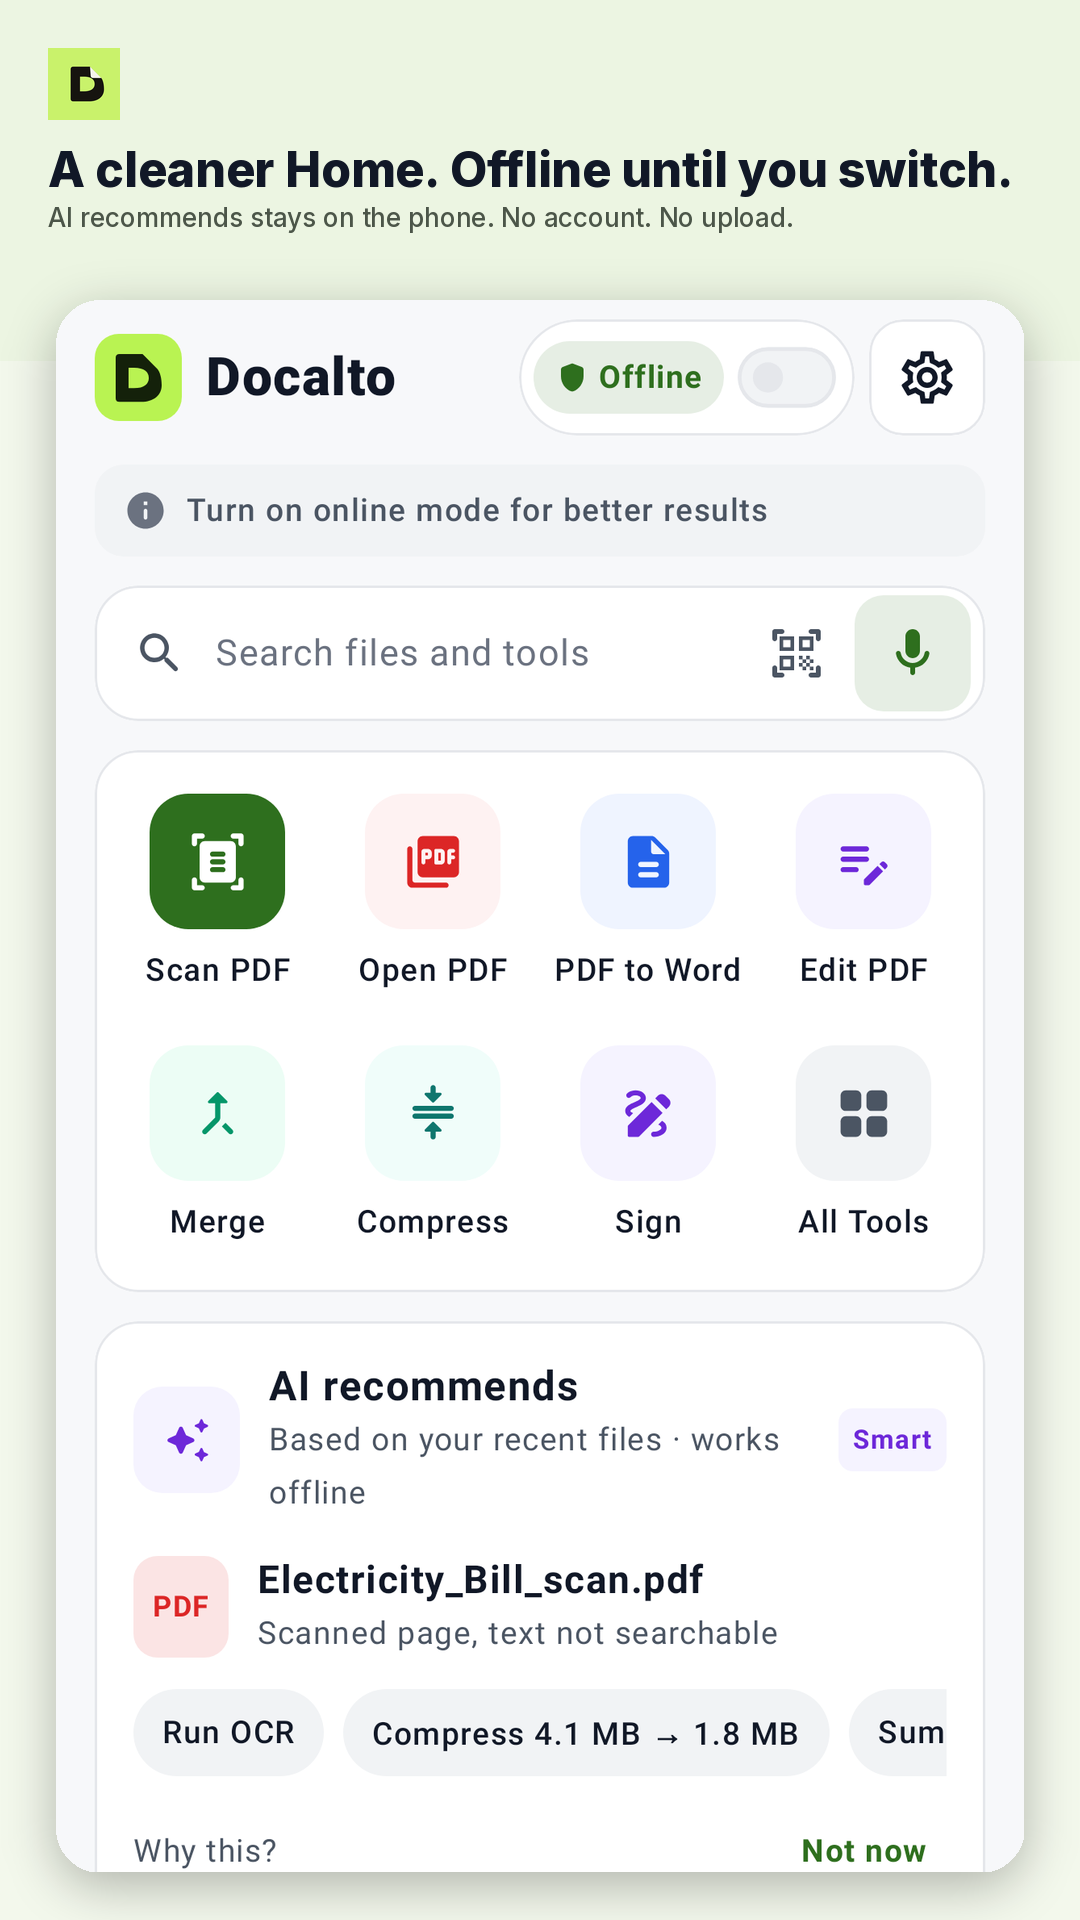 A cleaner Home. Offline until you switch.
AI recommends stays on the phone. No account. No upload.
Docalto
Offline
Turn on online mode for better results
Search files and tools
Scan PDF
Open PDF
PDF to Word
Edit PDF
Merge
Compress
Sign
All Tools
AI recommends
Based on your recent files · works
offline
Smart
PDF
Electricity_Bill_scan.pdf
Scanned page, text not searchable
Run OCR
Compress 4.1 MB → 1.8 MB
Sum
Why this?
Not now